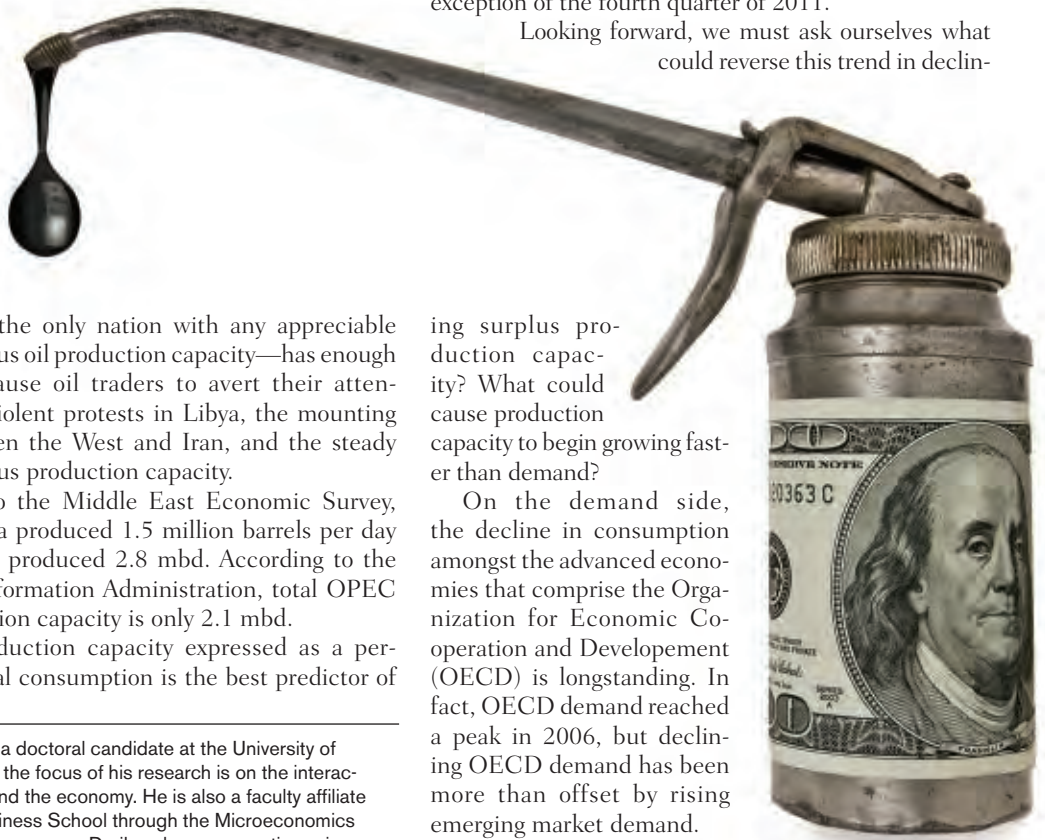 the only nation with any appreciable
us oil production capacity—has enough
ause oil traders to avert their atten-
iolent protests in Libya, the mounting
en the West and Iran, and the steady
us production capacity.
o the Middle East Economic Survey,
a produced 1.5 million barrels per day
produced 2.8 mbd. According to the
formation Administration, total OPEC
ion capacity is only 2.1 mbd.
duction capacity expressed as a per-
al consumption is the best predictor of
a doctoral candidate at the University of
the focus of his research is on the interac-
nd the economy. He is also a faculty affiliate
iness School through the Microeconomics
exception of the fourth quarter of 2011.
Looking forward, we must ask ourselves what
could reverse this trend in declin-
ing surplus pro-
duction capac-
ity? What could
cause production
capacity to begin growing fast-
er than demand?
On the demand side,
the decline in consumption
amongst the advanced econo-
mies that comprise the Orga-
nization for Economic Co-
operation and Developement
(OECD) is longstanding. In
fact, OECD demand reached
a peak in 2006, but declin-
ing OECD demand has been
more than offset by rising
emerging market demand.
ESERVE NOTE
20363 C
FRANKLIN